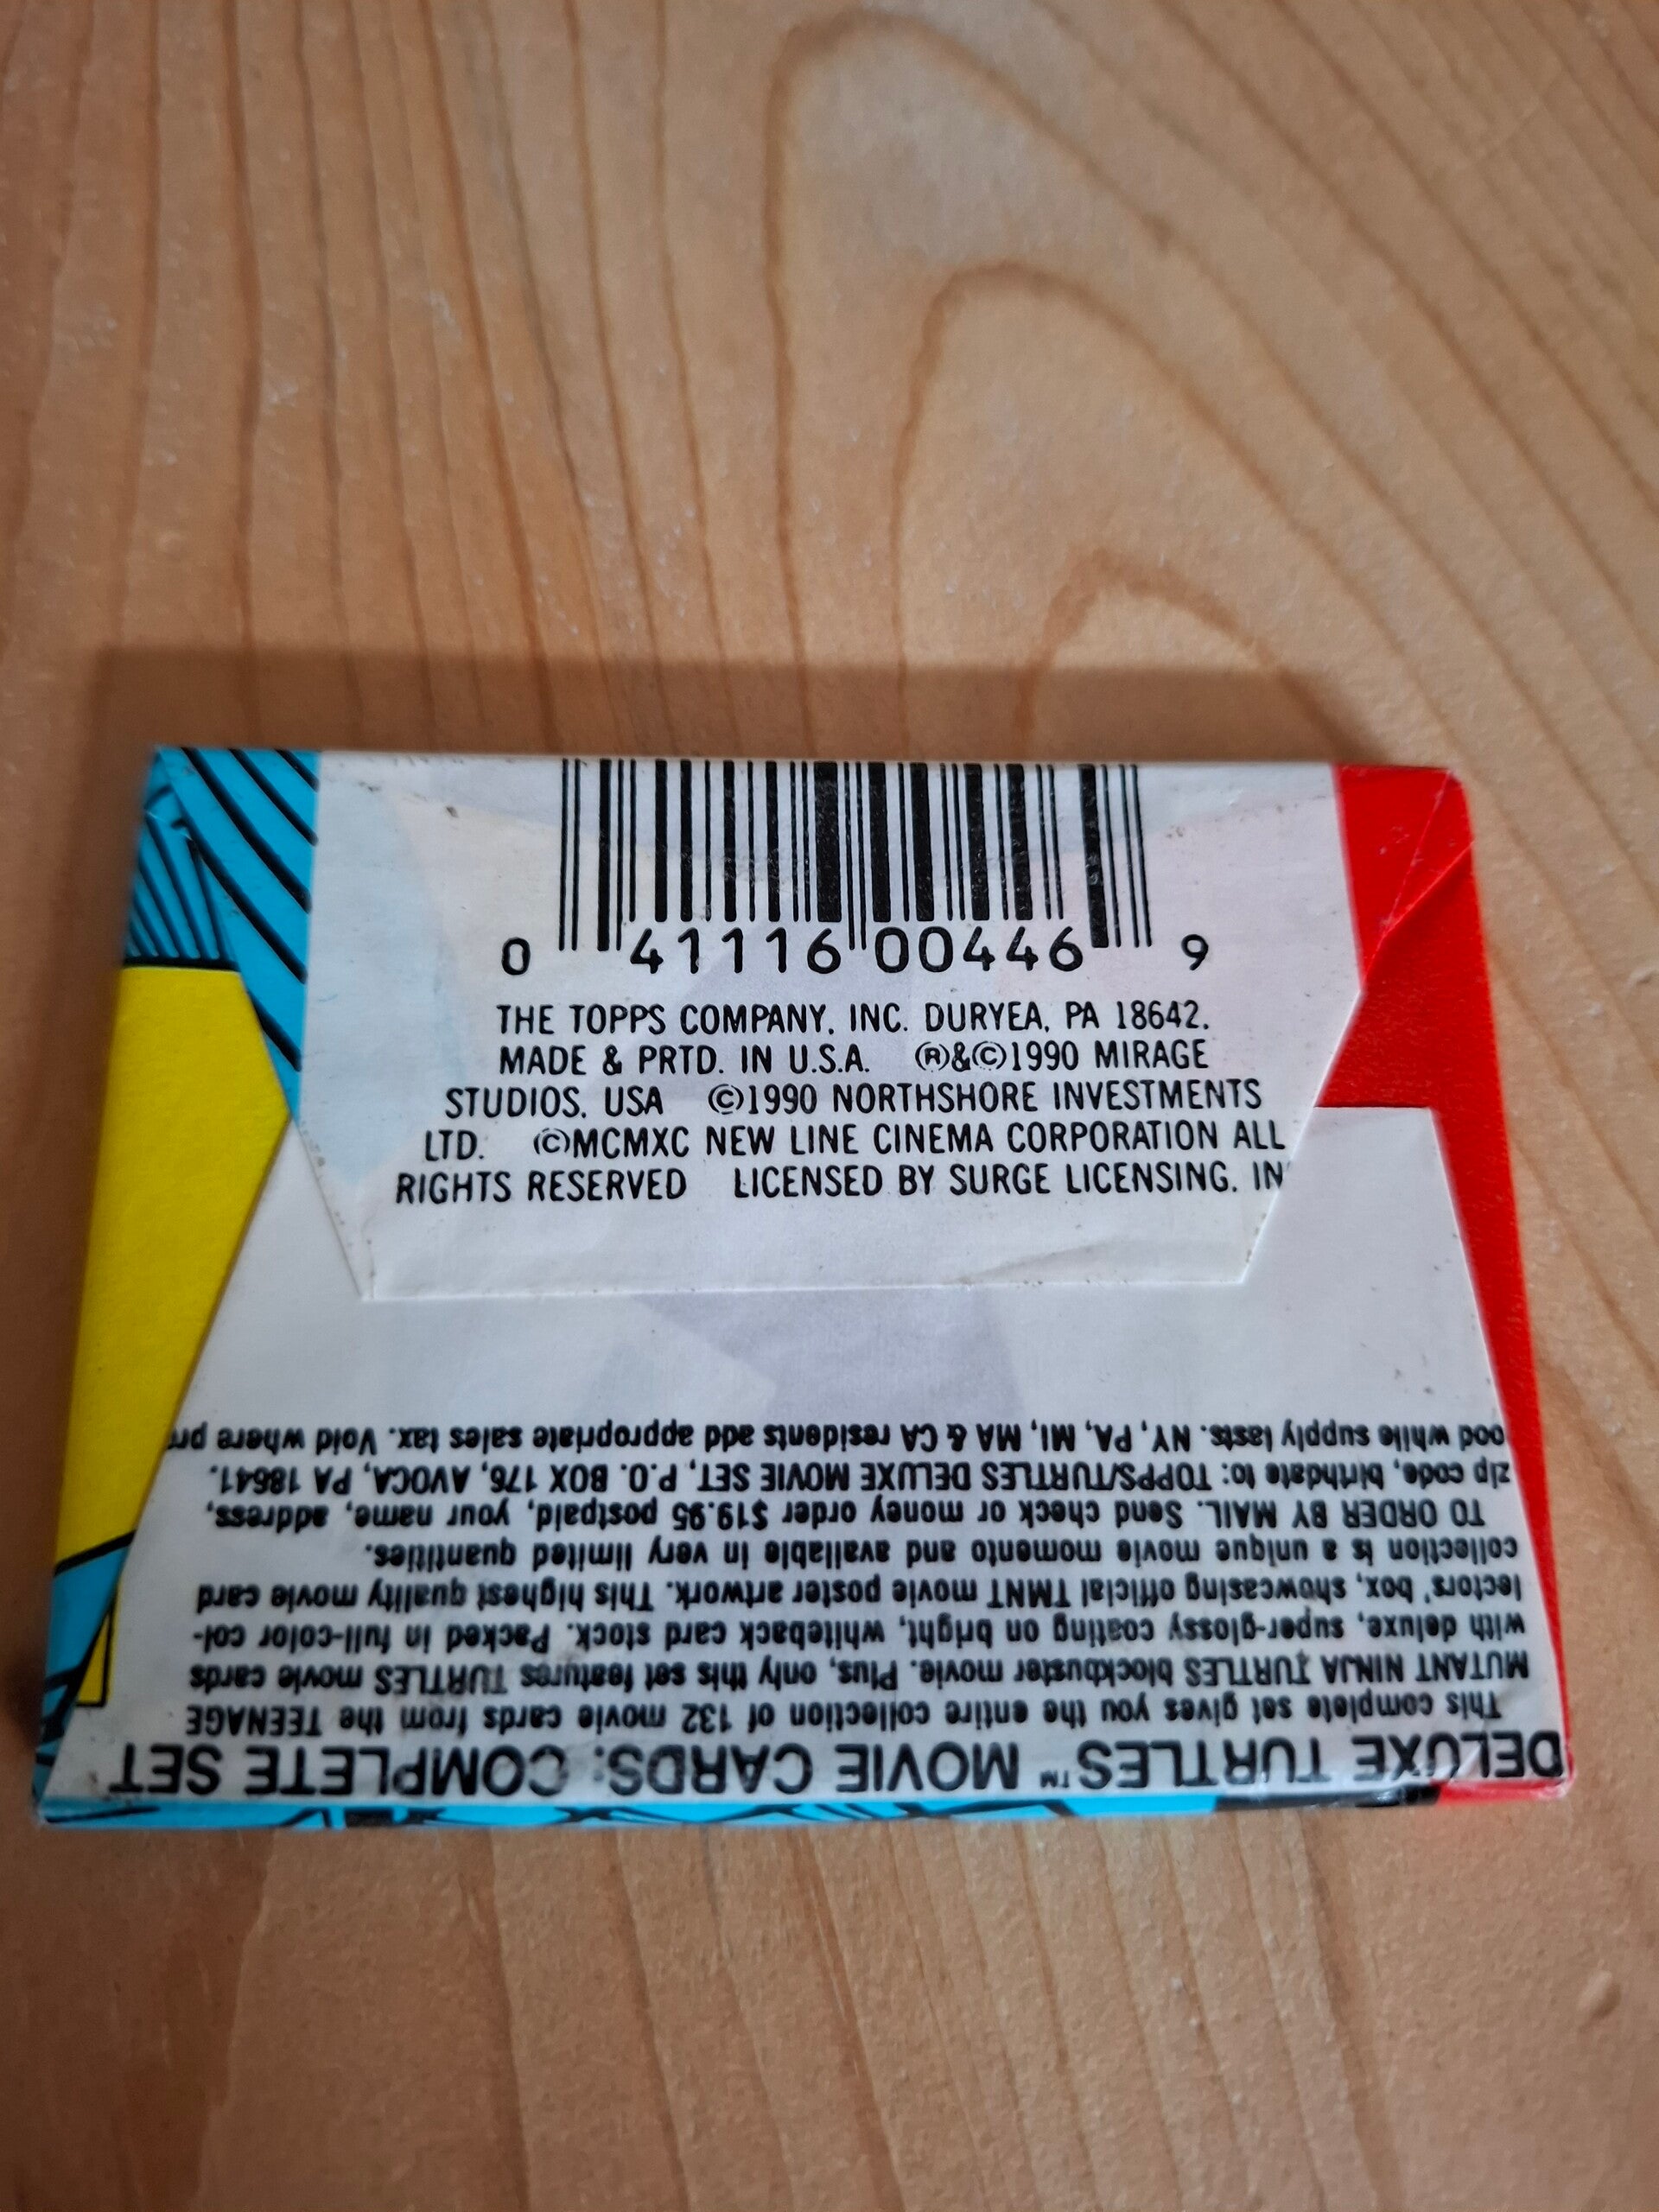 0 41116 00446 9
THE TOPPS COMPANY, INC. DURYEA, PA 18642.
MADE & PRTD. IN U.S.A. ®&©1990 MIRAGE
STUDIOS, USA ©1990 NORTHSHORE INVESTMENTS
LTD. ©MCMXC NEW LINE CINEMA CORPORATION ALL
RIGHTS RESERVED LICENSED BY SURGE LICENSING, IN
DELUXE TURTLES™ MOVIE CARDS: COMPLETE SET
This complete set gives you the entire collection of 132 movie cards from the TEENAGE
MUTANT NINJA TURTLES blockbuster movie. Plus, only this set features TURTLES movie cards
with deluxe, super-glossy coating on bright, whiteback card stock. Packed in full-color col-
lectors' box, showcasing official TMNT movie poster artwork. This highest quality movie card
collection is a unique movie momento and available in very limited quantities.
TO ORDER BY MAIL. Send check or money order $19.95 postpaid, your name, address,
zip code, birthdate to: TOPPS/TURTLES DELUXE MOVIE SET, P.O. BOX 176, AVOCA, PA 18641.
ood while supply lasts. NY, PA, MI, MA & CA residents add appropriate sales tax. Void where pr